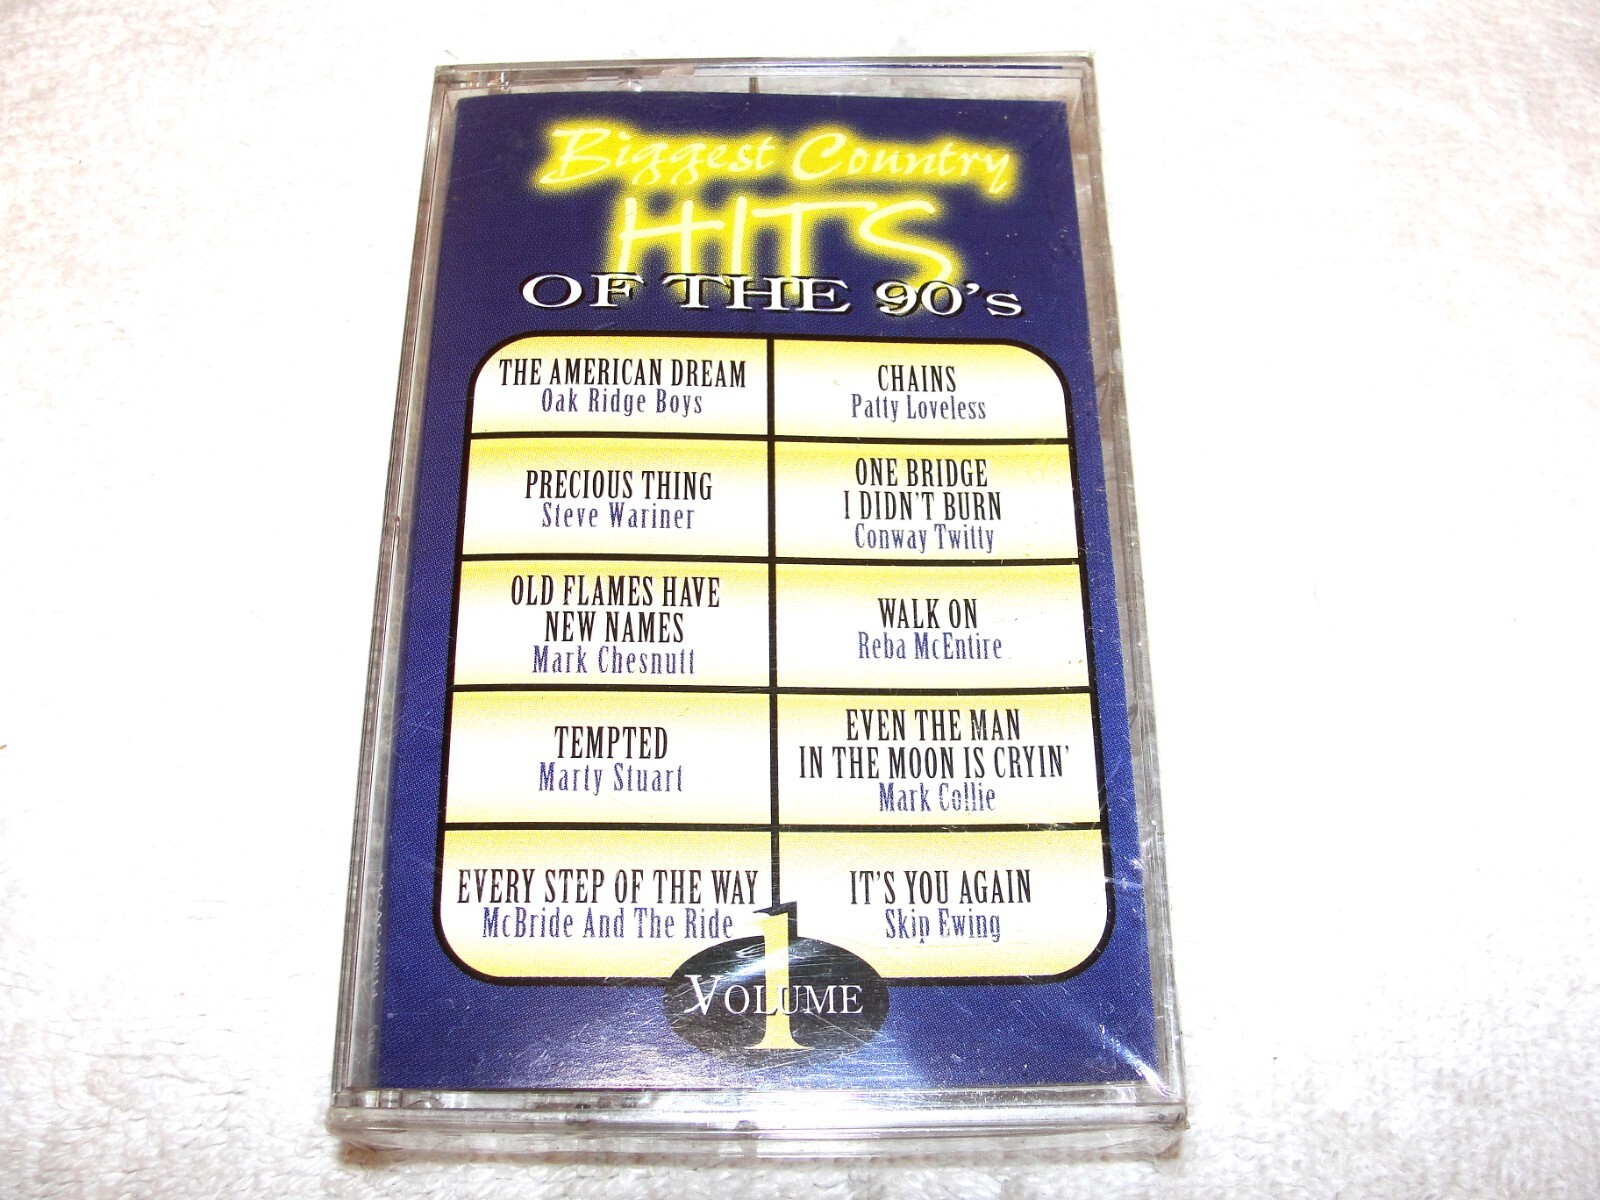 Biggest Country
HITS
OF THE 90's
THE AMERICAN DREAM
Oak Ridge Boys
PRECIOUS THING
Steve Wariner
OLD FLAMES HAVE
NEW NAMES
Mark Chesnutt
TEMPTED
Marty Stuart
EVERY STEP OF THE WAY
McBride And The Ride
CHAINS
Patty Loveless
ONE BRIDGE
I DIDN'T BURN
Conway Twitty
WALK ON
Reba McEntire
EVEN THE MAN
IN THE MOON IS CRYIN'
Mark Collie
IT'S YOU AGAIN
Skip Ewing
VOLUME
1